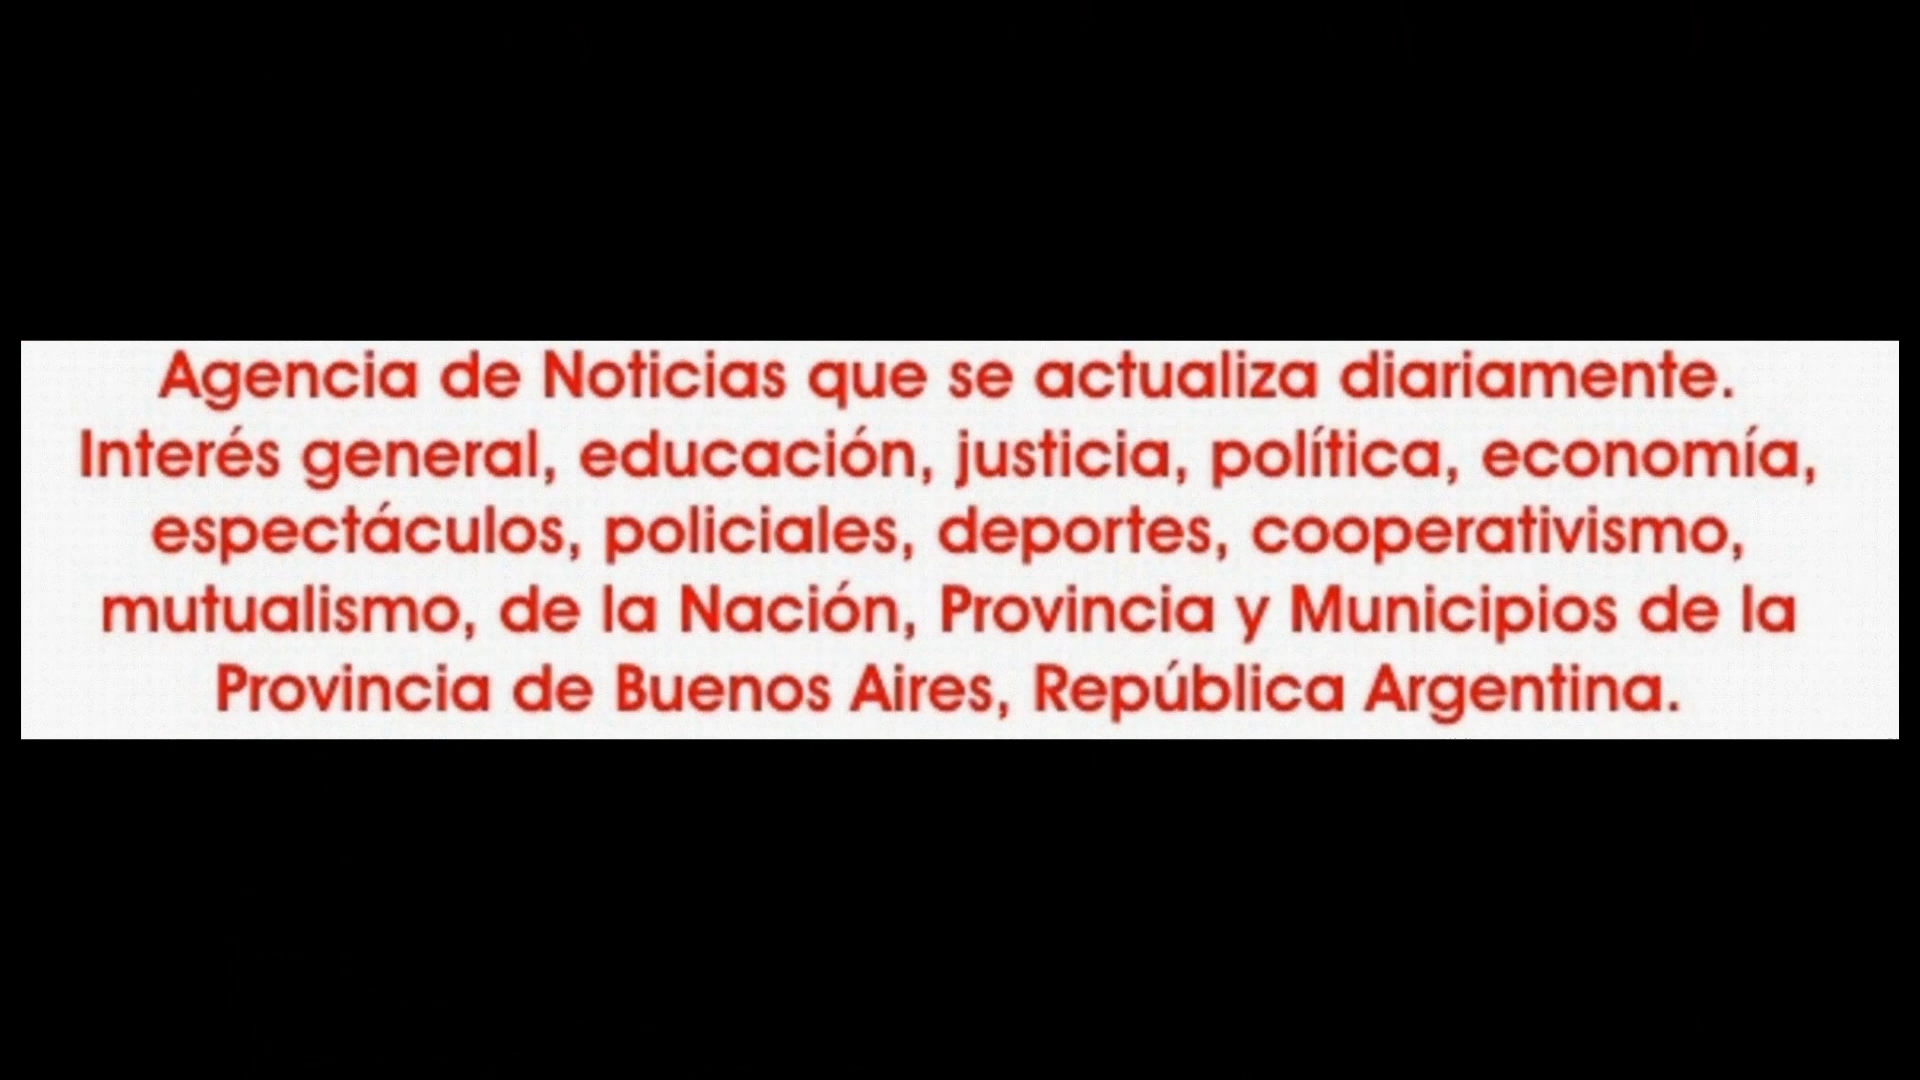 Agencia de Noticias que se actualiza diariamente.
Interés general, educación, justicia, política, economía,
espectáculos, policiales, deportes, cooperativismo,
mutualismo, de la Nación, Provincia y Municipios de la
Provincia de Buenos Aires, República Argentina.